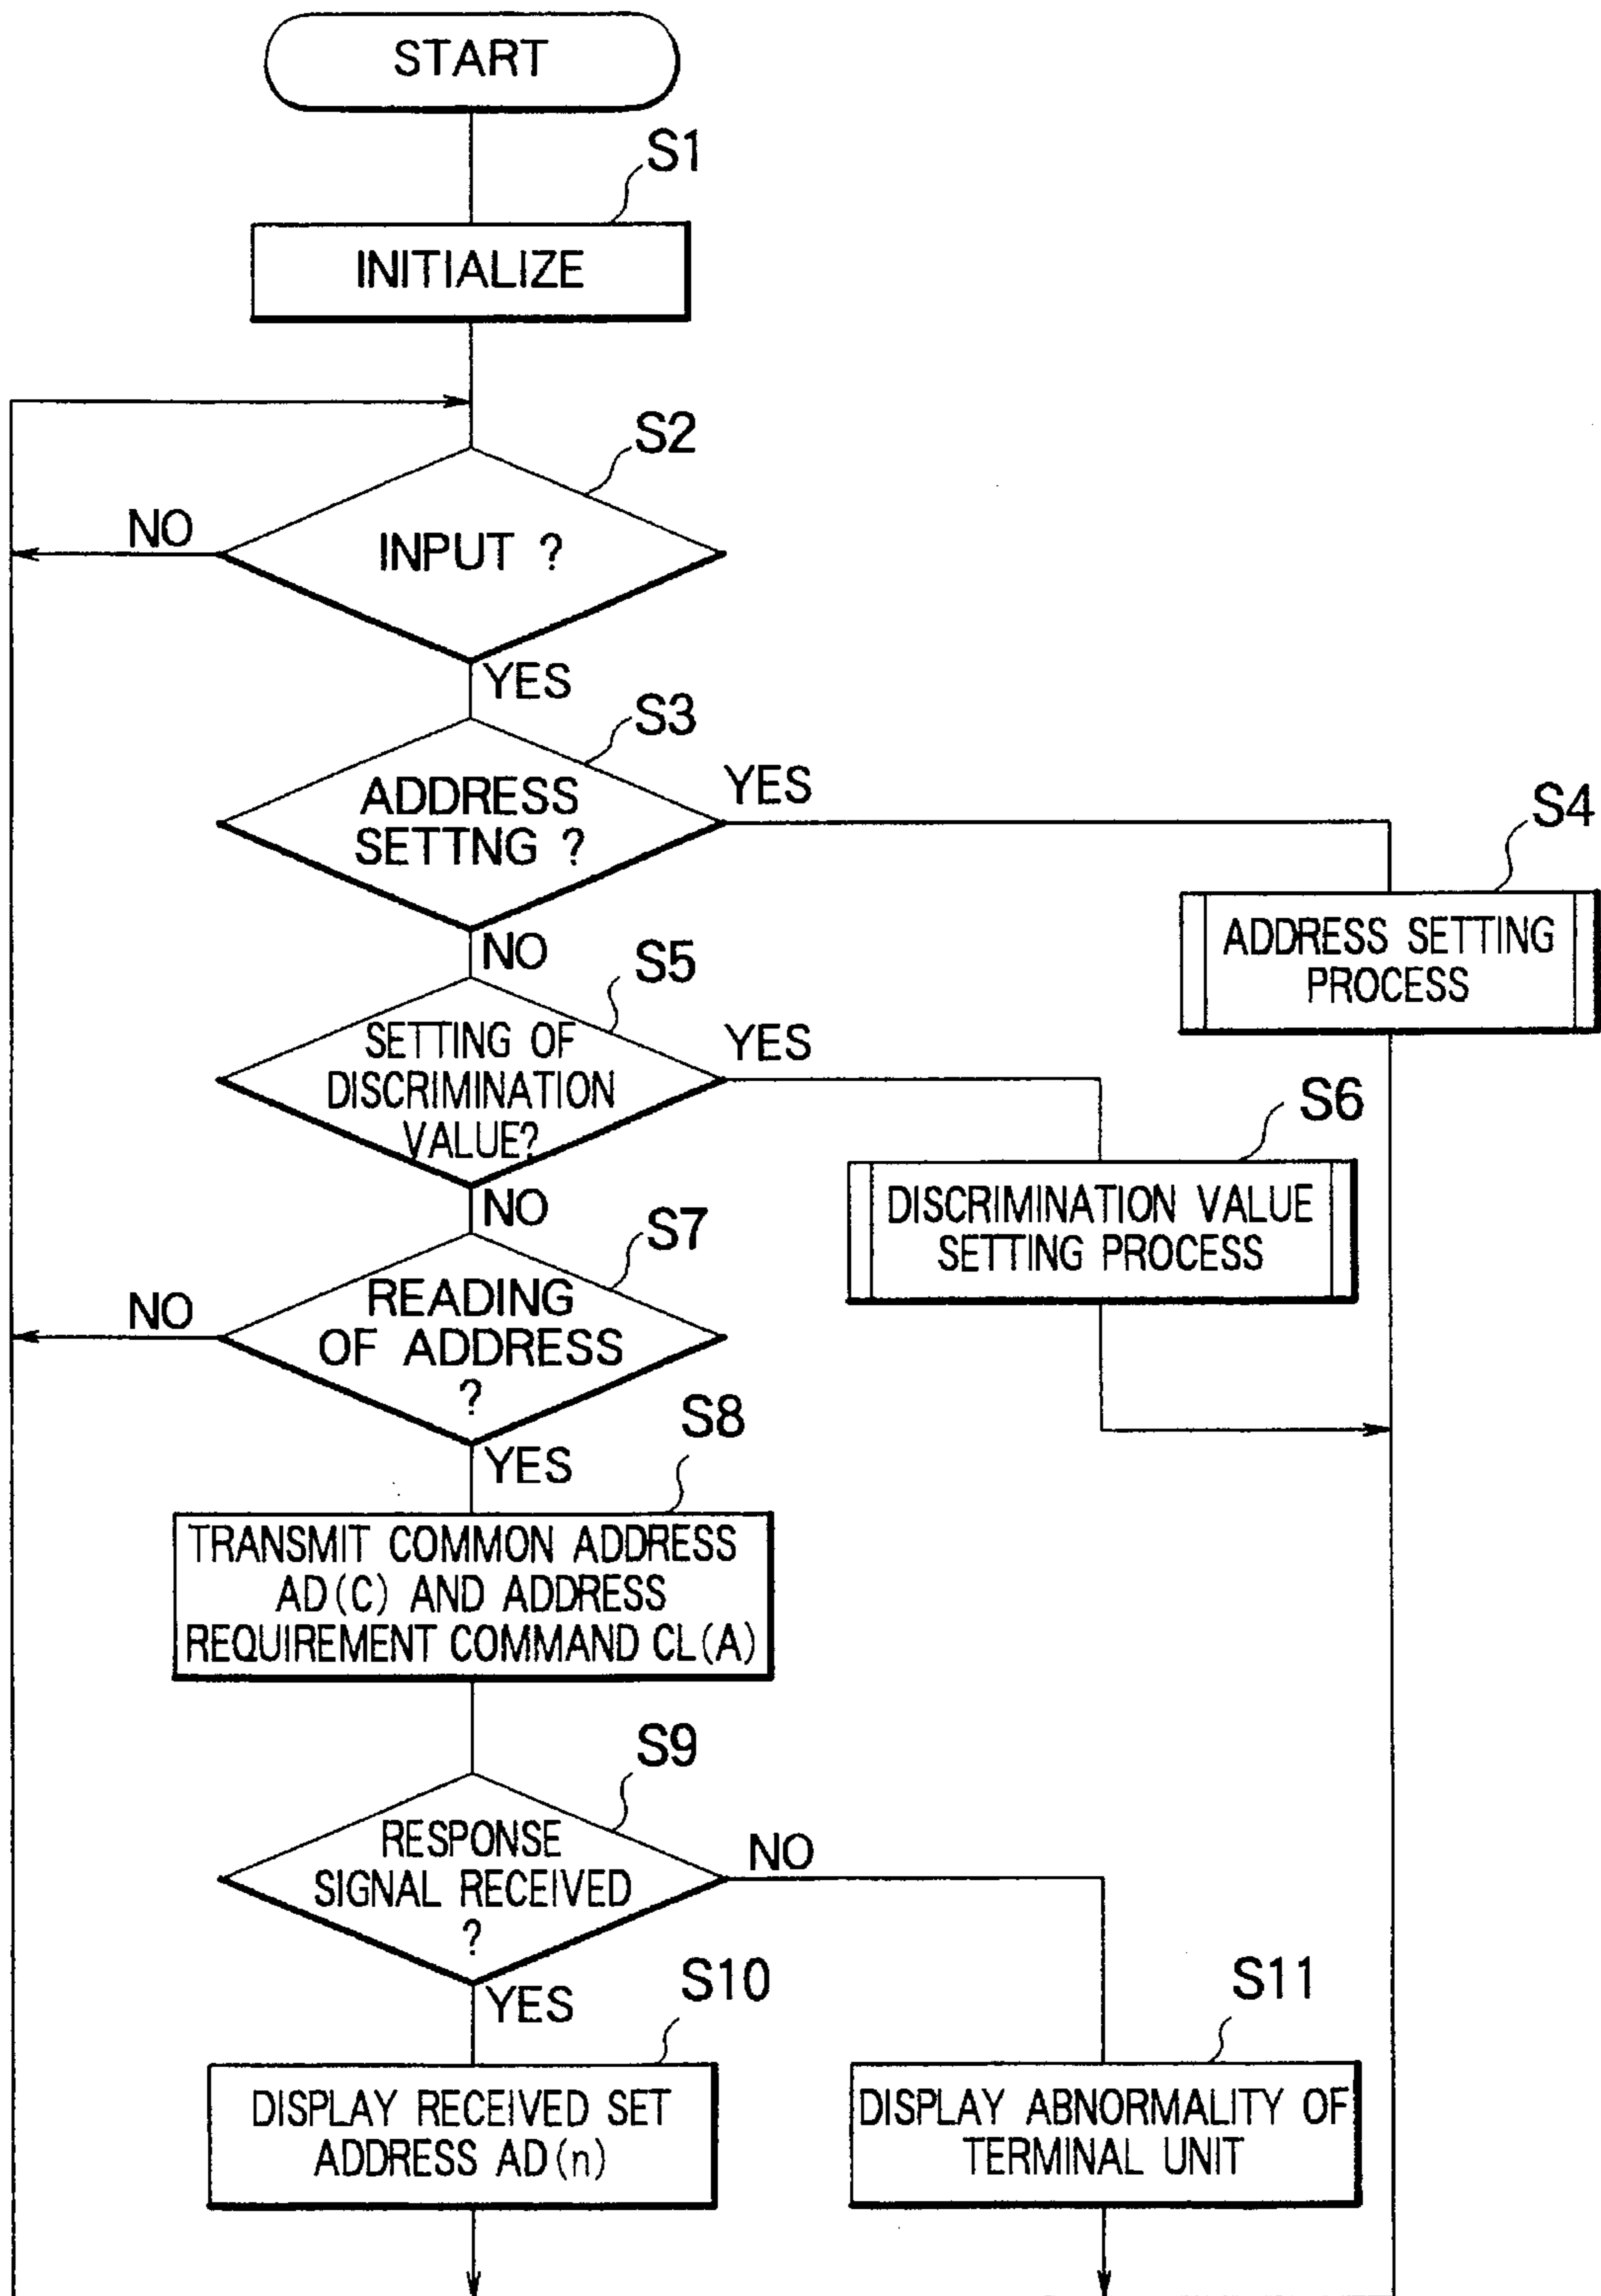 START
S1
INITIALIZE
S2
NO
INPUT ?
YES
S3
ADDRESS
SETTNG ?
YES
S4
ADDRESS SETTING
PROCESS
NO
S5
SETTING OF
DISCRIMINATION
VALUE?
YES
S6
DISCRIMINATION VALUE
SETTING PROCESS
NO
S7
NO
READING
OF ADDRESS
?
YES
S8
TRANSMIT COMMON ADDRESS
AD(C) AND ADDRESS
REQUIREMENT COMMAND CL(A)
S9
RESPONSE
SIGNAL RECEIVED
?
NO
YES
S10
DISPLAY RECEIVED SET
ADDRESS AD(n)
S11
DISPLAY ABNORMALITY OF
TERMINAL UNIT